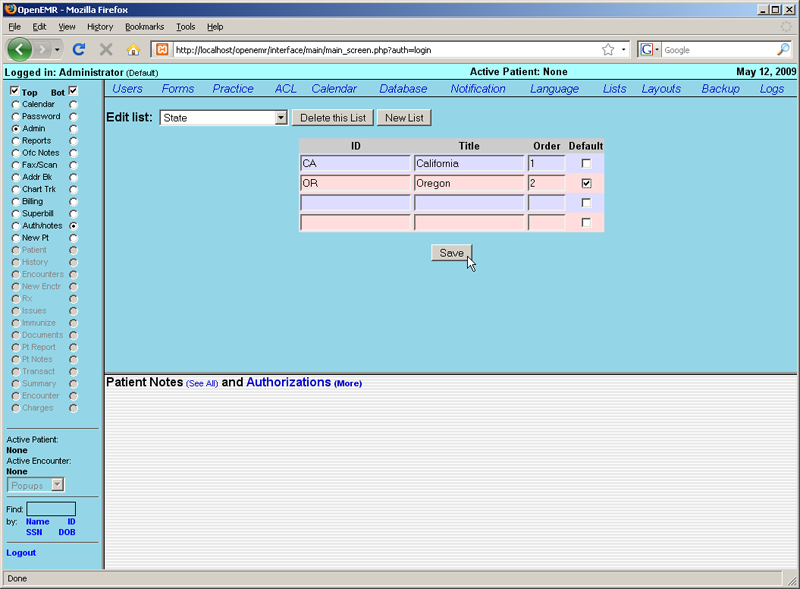 OpenEMR - Mozilla Firefox
File Edit View History Bookmarks Tools Help
http://localhost/openemr/interface/main/main_screen.php?auth=login
G Google
Logged in: Administrator (Default) Active Patient: None May 12, 2009
Top Bot
Users Forms Practice ACL Calendar Database Notification Language Lists Layouts Backup Logs
Calendar
Password
Admin
Reports
Ofc Notes
Fax/Scan
Addr Bk
Chart Trk
Billing
Superbill
Auth/notes
New Pt
Patient
History
Encounters
New Enctr
Rx
Issues
Immunize
Documents
Pt Report
Pt Notes
Transact
Summary
Encounter
Charges
Active Patient:
None
Active Encounter:
None
Popups
Find:
by: Name ID
SSN DOB
Logout
Edit list: State Delete this List New List
ID Title Order Default
CA California 1
OR Oregon 2
Save
Patient Notes (See All) and Authorizations (More)
Done